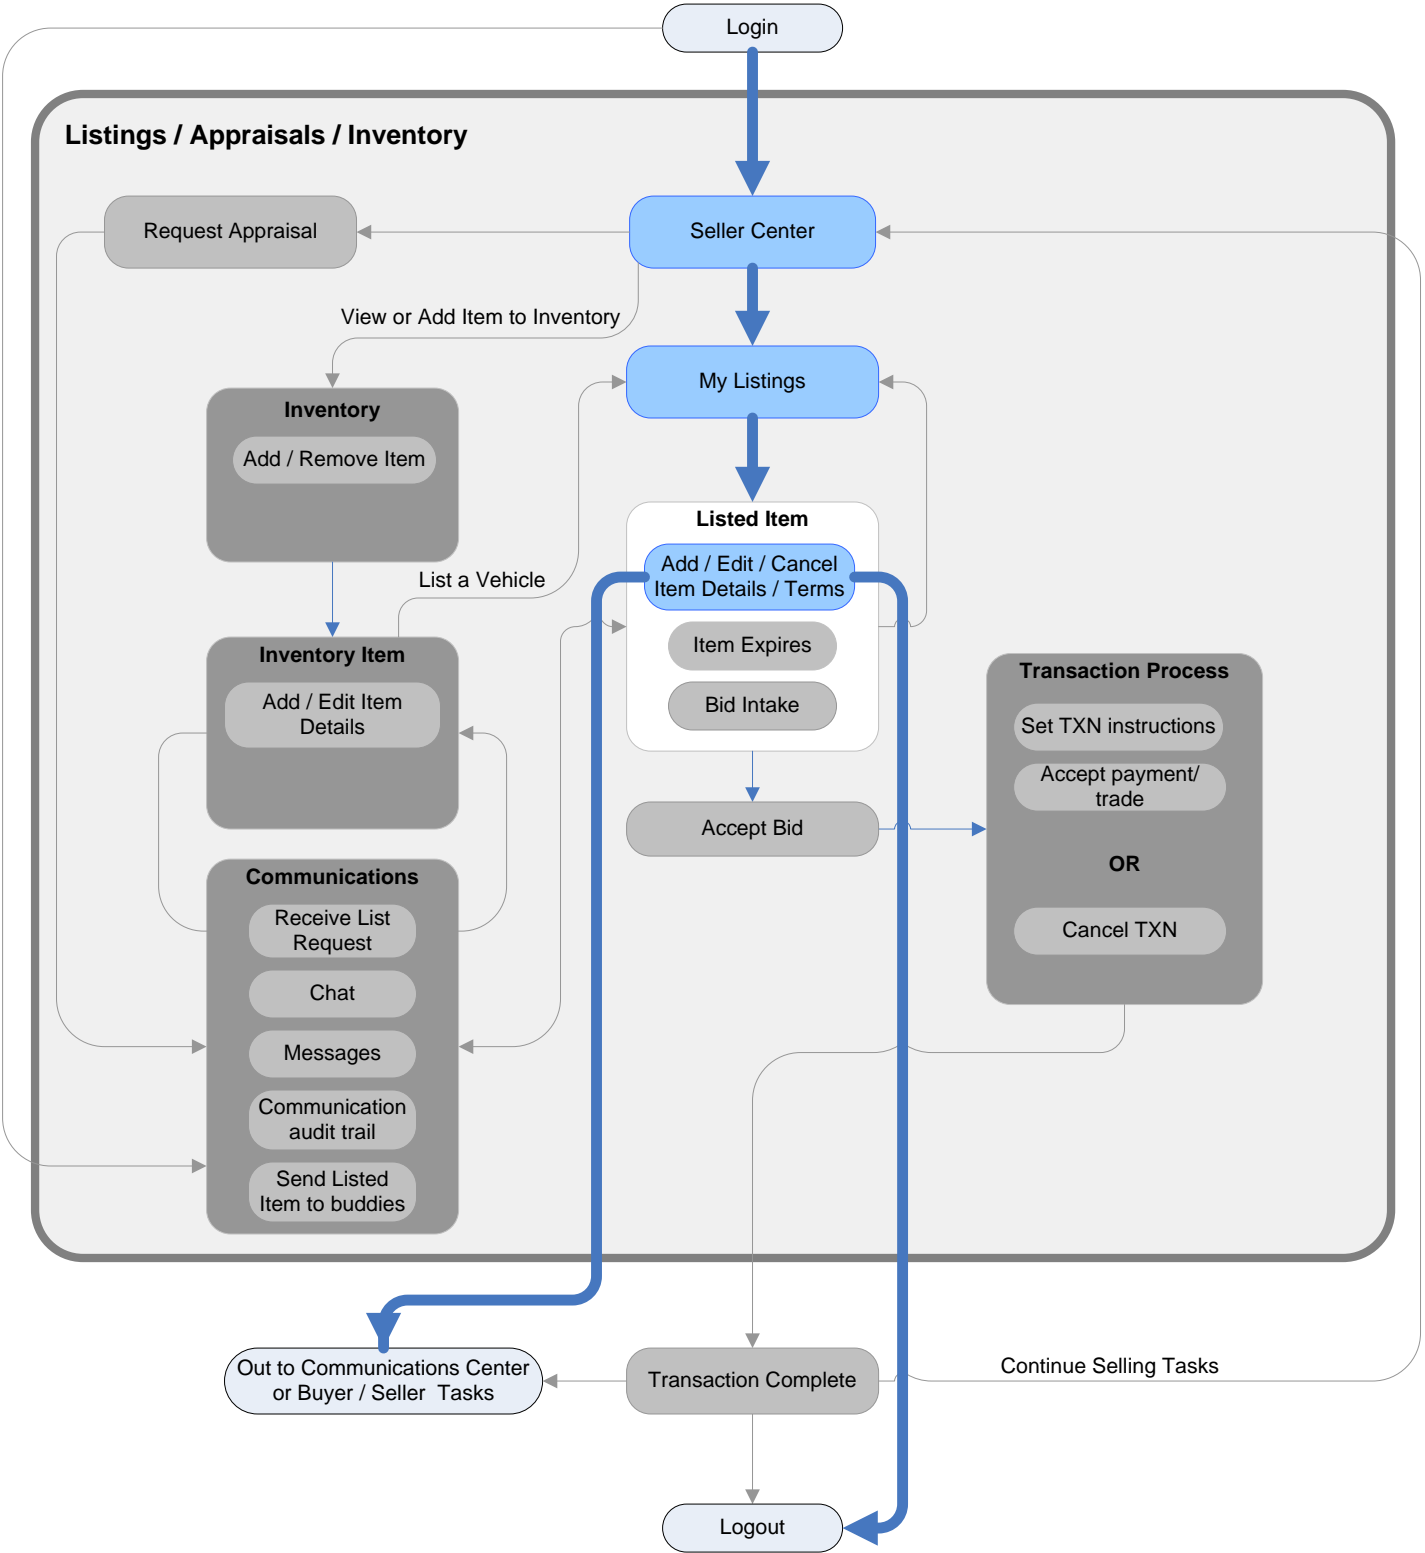 Login
Listings / Appraisals / Inventory
Request Appraisal
Seller Center
View or Add Item to Inventory
My Listings
Inventory
Add / Remove Item
Listed Item
Add / Edit / Cancel
Item Details / Terms
List a Vehicle
Item Expires
Bid Intake
Inventory Item
Add / Edit Item
Details
Transaction Process
Set TXN instructions
Accept payment/
trade
OR
Cancel TXN
Accept Bid
Communications
Receive List
Request
Chat
Messages
Communication
audit trail
Send Listed
Item to buddies
Out to Communications Center
or Buyer / Seller  Tasks
Transaction Complete
Continue Selling Tasks
Logout